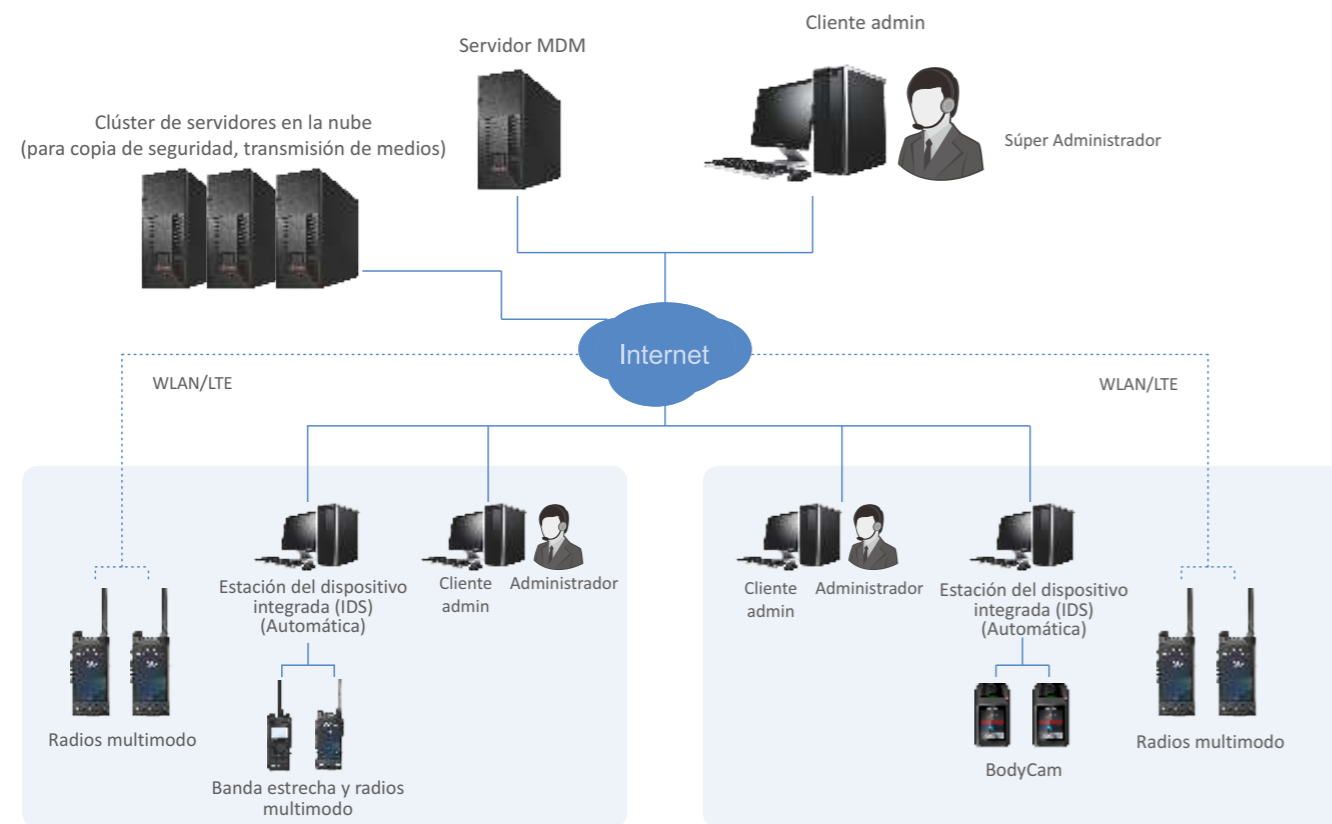 Cliente admin
Servidor MDM
Clúster de servidores en la nube
(para copia de seguridad, transmisión de medios)
Súper Administrador
Internet
WLAN/LTE
WLAN/LTE
Estación del dispositivo
integrada (IDS)
(Automática)
Cliente
admin
Administrador
Cliente
admin
Administrador
Estación del dispositivo
integrada (IDS)
(Automática)
Radios multimodo
Banda estrecha y radios
multimodo
BodyCam
Radios multimodo